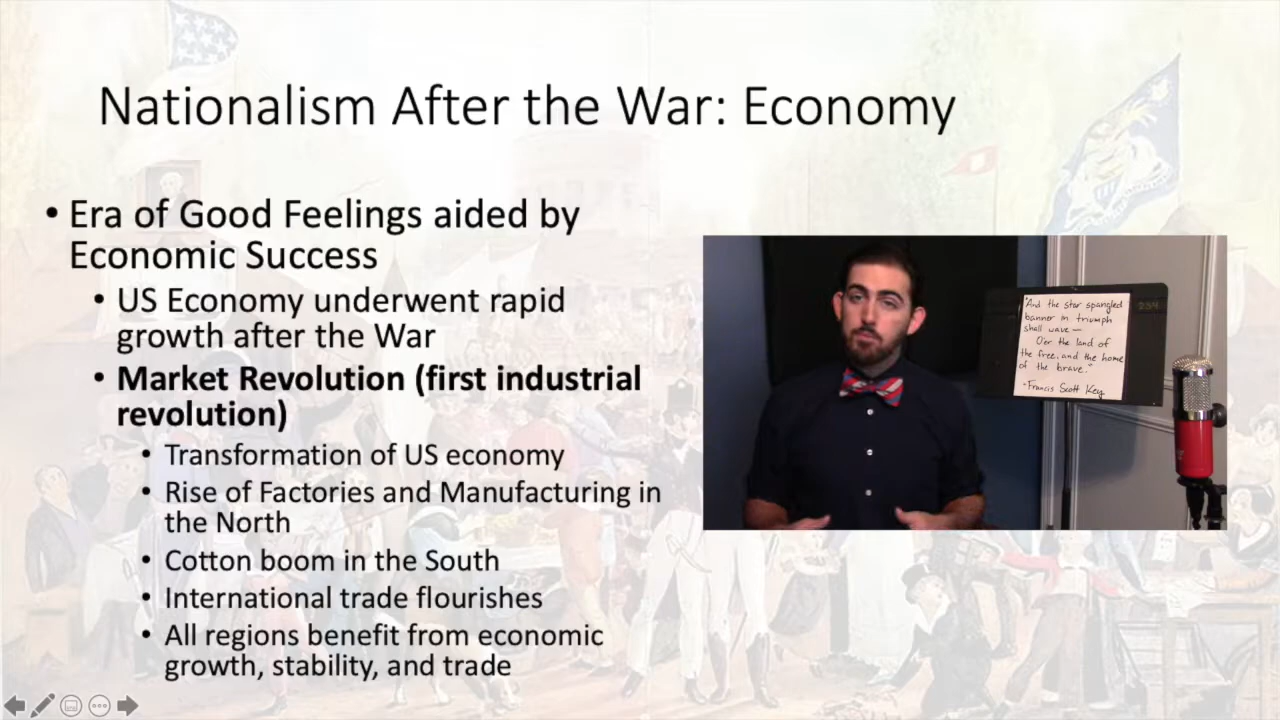 Nationalism After the War: Economy
• Era of Good Feelings aided by
Economic Success
• US Economy underwent rapid
growth after the War
• Market Revolution (first industrial
revolution)
• Transformation of US economy
• Rise of Factories and Manufacturing in
the North
• Cotton boom in the South
• International trade flourishes
• All regions benefit from economic
growth, stability, and trade
"And the star spangled
banner in triumph
shall wave —
O'er the land of
the free, and the home
of the brave."
-Francis Scott Key